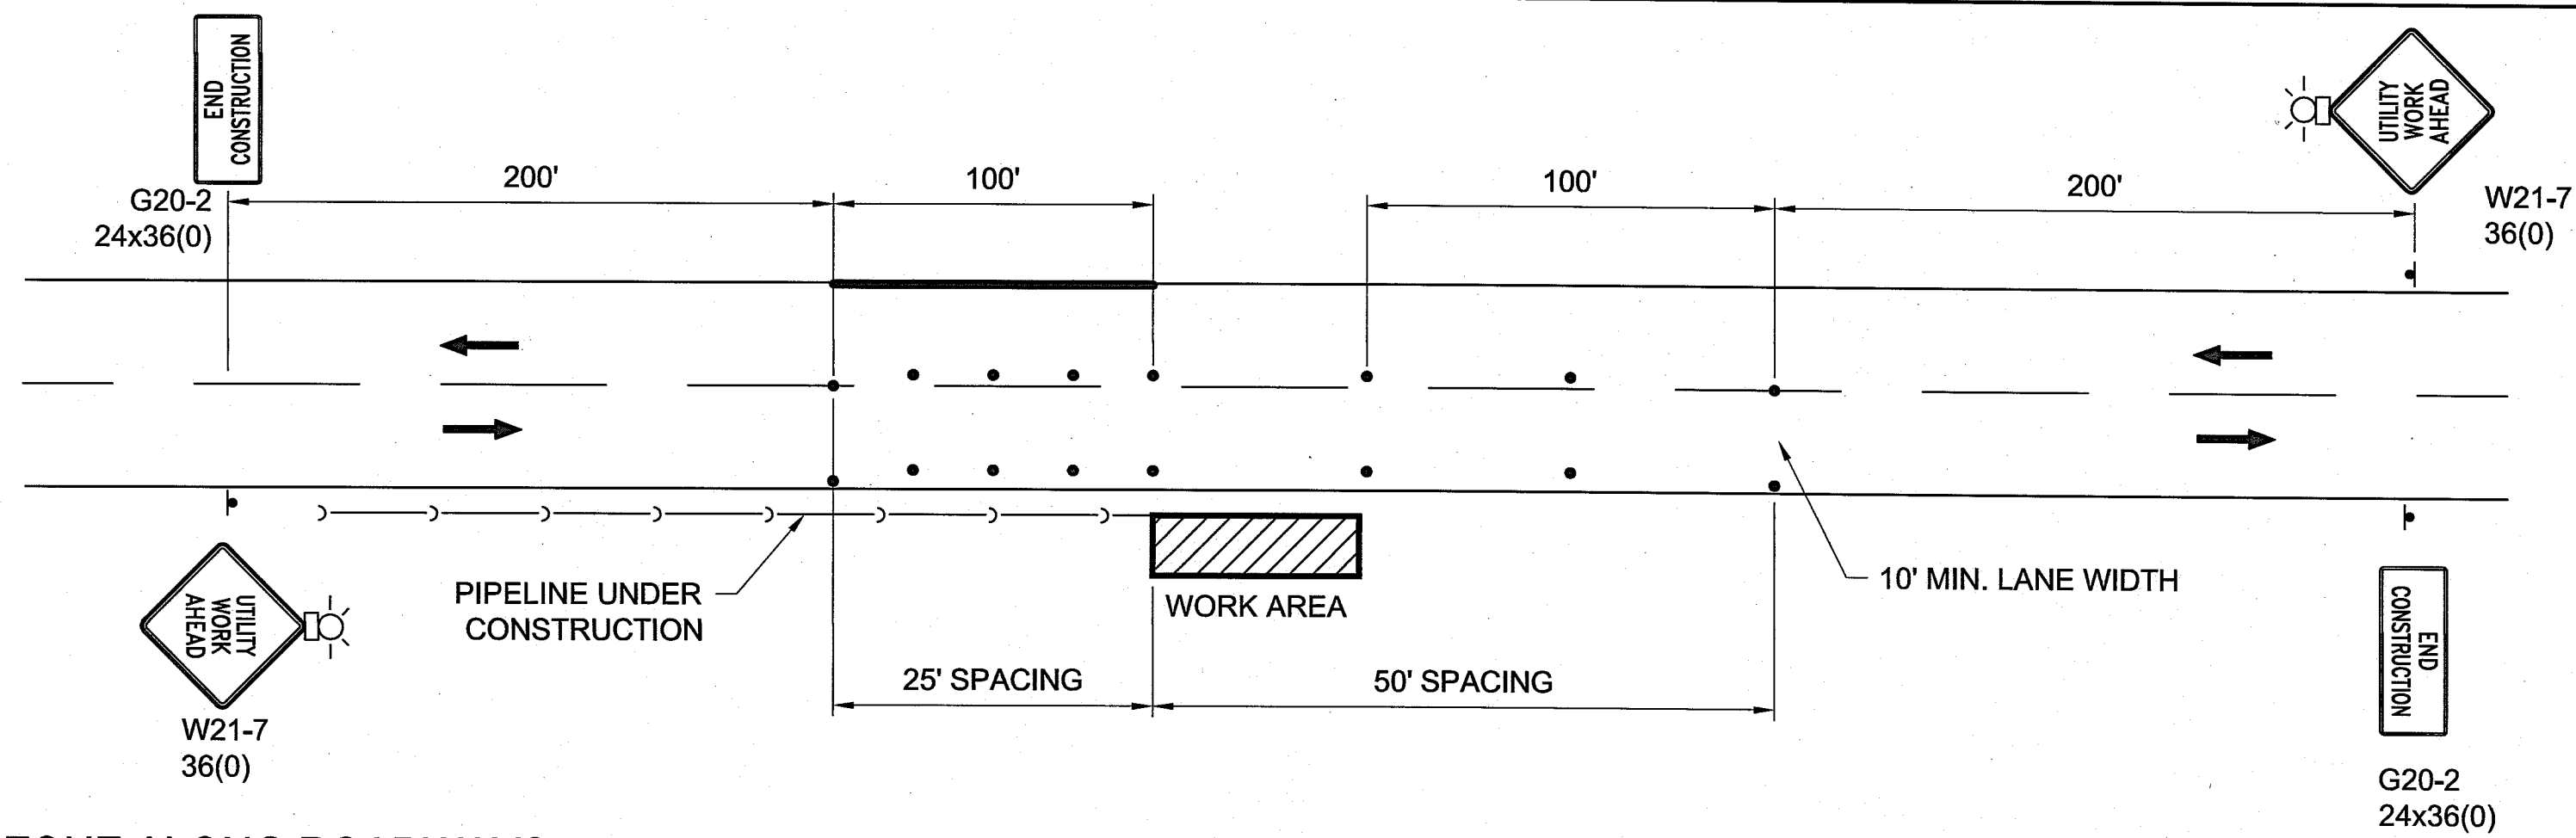 END
CONSTRUCTION
G20-2
24x36(0)
200'
100'
100'
200'
UTILITY
WORK
AHEAD
W21-7
36(0)
PIPELINE UNDER
CONSTRUCTION
WORK AREA
10' MIN. LANE WIDTH
25' SPACING
50' SPACING
UTILITY
WORK
AHEAD
W21-7
36(0)
END
CONSTRUCTION
G20-2
24x36(0)